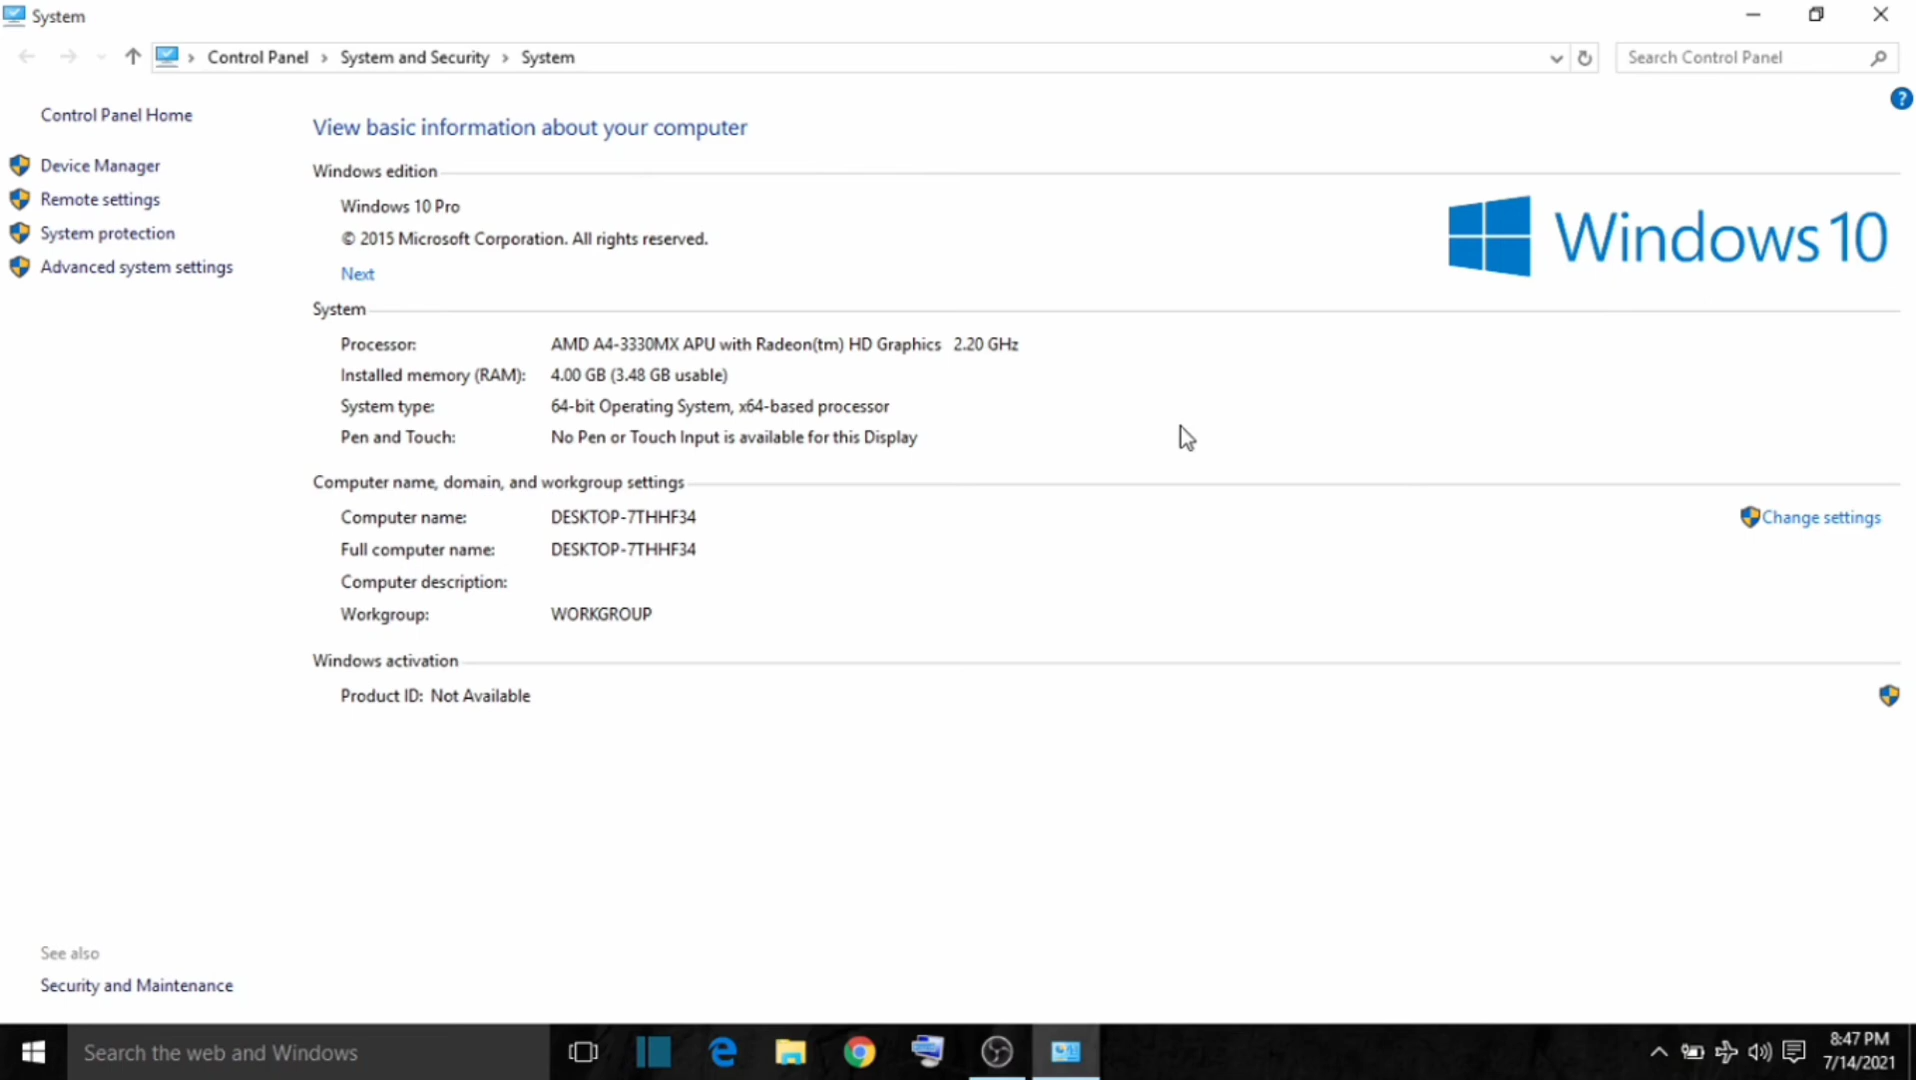 System
Control Panel > System and Security > System
Search Control Panel
Control Panel Home
Device Manager
Remote settings
System protection
Advanced system settings
View basic information about your computer
Windows edition
Windows 10 Pro
© 2015 Microsoft Corporation. All rights reserved.
Next
Windows 10
System
Processor: AMD A4-3330MX APU with Radeon(tm) HD Graphics 2.20 GHz
Installed memory (RAM): 4.00 GB (3.48 GB usable)
System type: 64-bit Operating System, x64-based processor
Pen and Touch: No Pen or Touch Input is available for this Display
Computer name, domain, and workgroup settings
Computer name: DESKTOP-7THHF34
Change settings
Full computer name: DESKTOP-7THHF34
Computer description:
Workgroup: WORKGROUP
Windows activation
Product ID: Not Available
See also
Security and Maintenance
Search the web and Windows
8:47 PM
7/14/2021